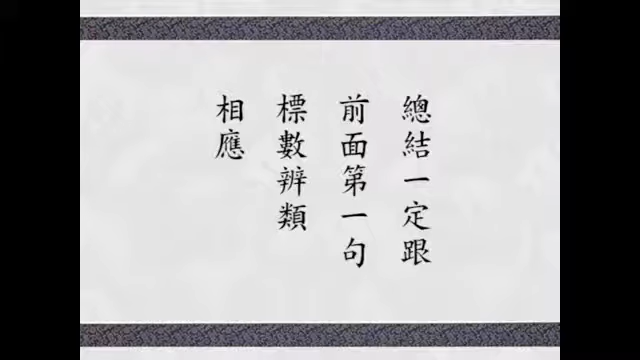 總結一定跟
前面第一句
標數辨類
相應